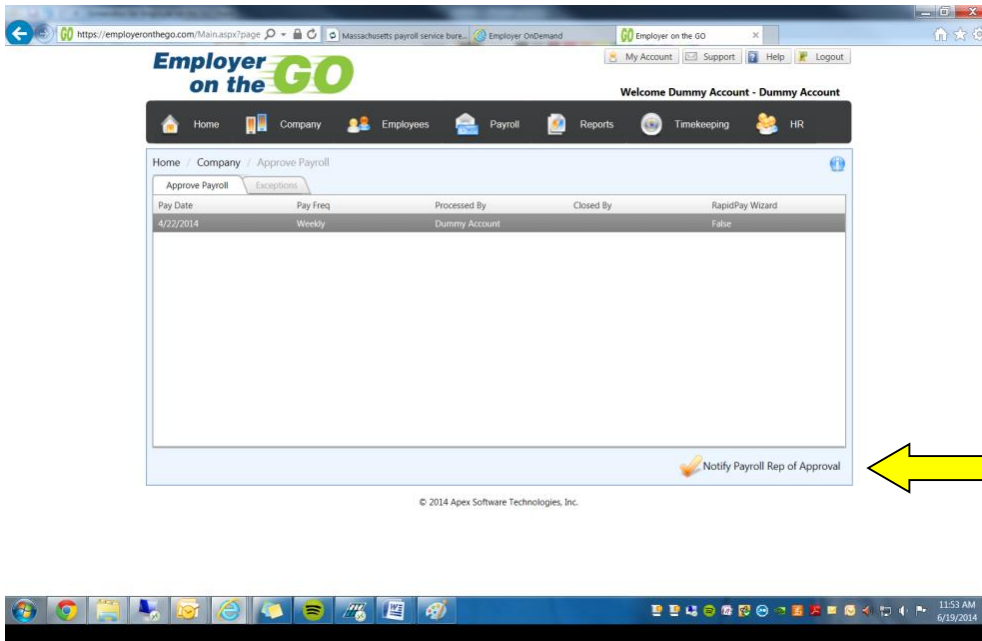 https://employeronthego.com/Main.aspx?page
Massachusetts payroll service bure...
Employer OnDemand
GO Employer on the GO
Employer on the GO
My Account
Support
Help
Logout
Welcome Dummy Account - Dummy Account
Home
Company
Employees
Payroll
Reports
Timekeeping
HR
Home / Company / Approve Payroll
Approve Payroll
Exceptions
Pay Date
Pay Freq
Processed By
Closed By
RapidPay Wizard
4/22/2014
Weekly
Dummy Account
False
Notify Payroll Rep of Approval
© 2014 Apex Software Technologies, Inc.
11:53 AM
6/19/2014